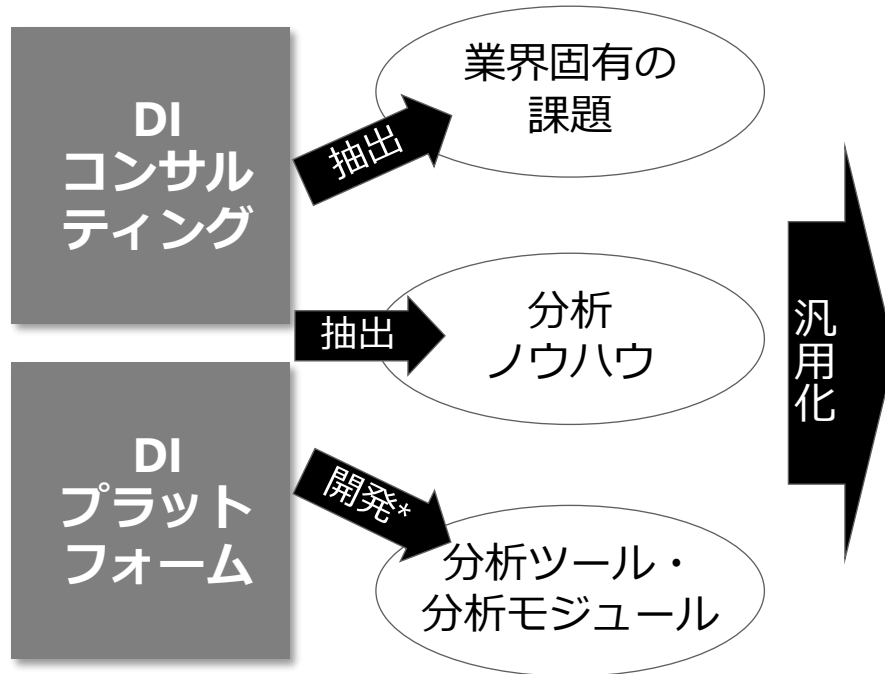 DI
コンサル
ティング
抽出
業界固有の
課題
抽出
分析
ノウハウ
DI
プラット
フォーム
開発*
分析ツール・
分析モジュール
汎用化